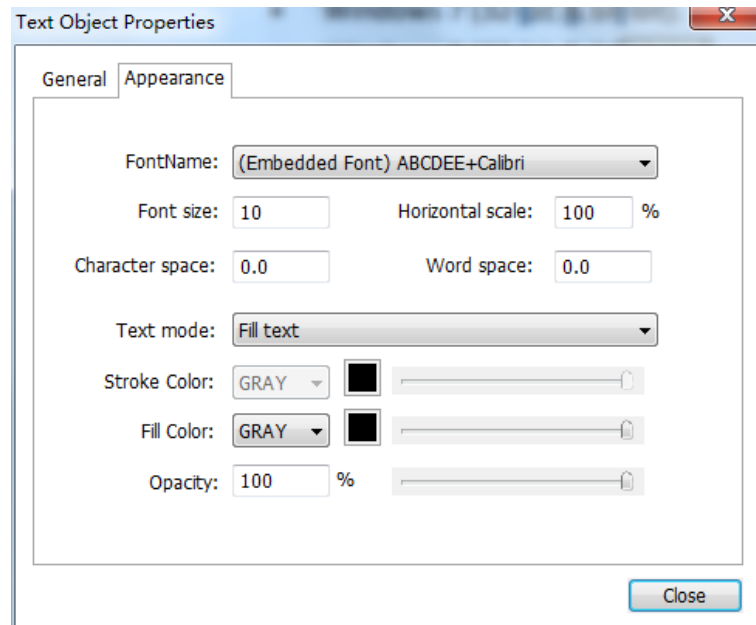 Text Object Properties
General Appearance
FontName: (Embedded Font) ABCDEE+Calibri
Font size: 10 Horizontal scale: 100 %
Character space: 0.0 Word space: 0.0
Text mode: Fill text
Stroke Color: GRAY
Fill Color: GRAY
Opacity: 100 %
Close